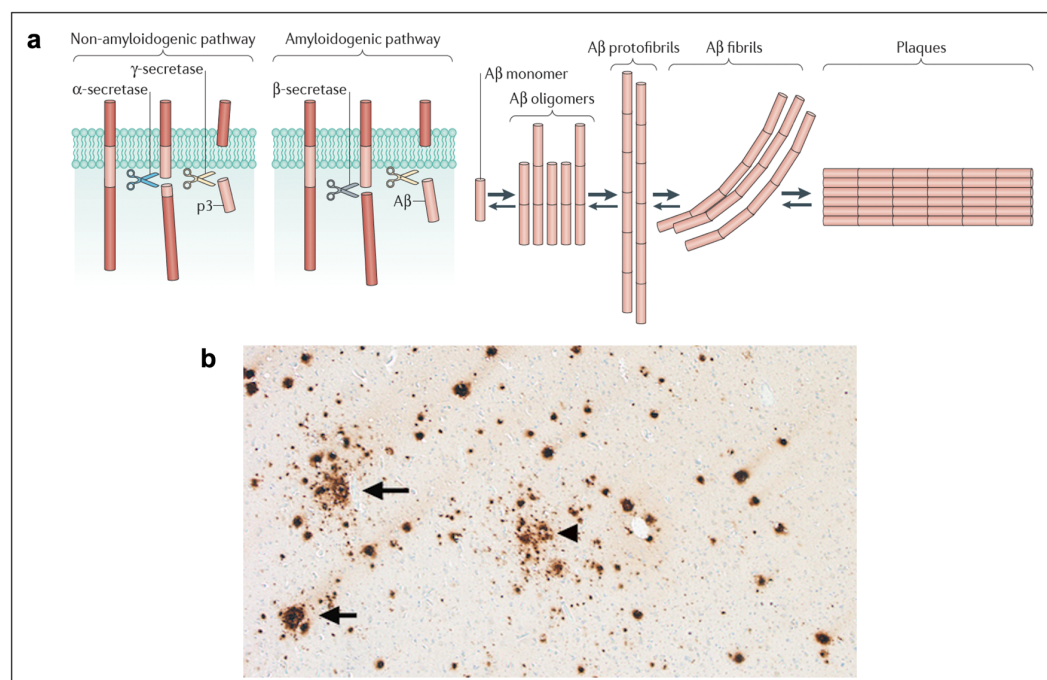 a
Non-amyloidogenic pathway
γ-secretase
α-secretase
p3
Amyloidogenic pathway
β-secretase
Aβ
Aβ monomer
Aβ oligomers
Aβ protofibrils
Aβ fibrils
Plaques
b